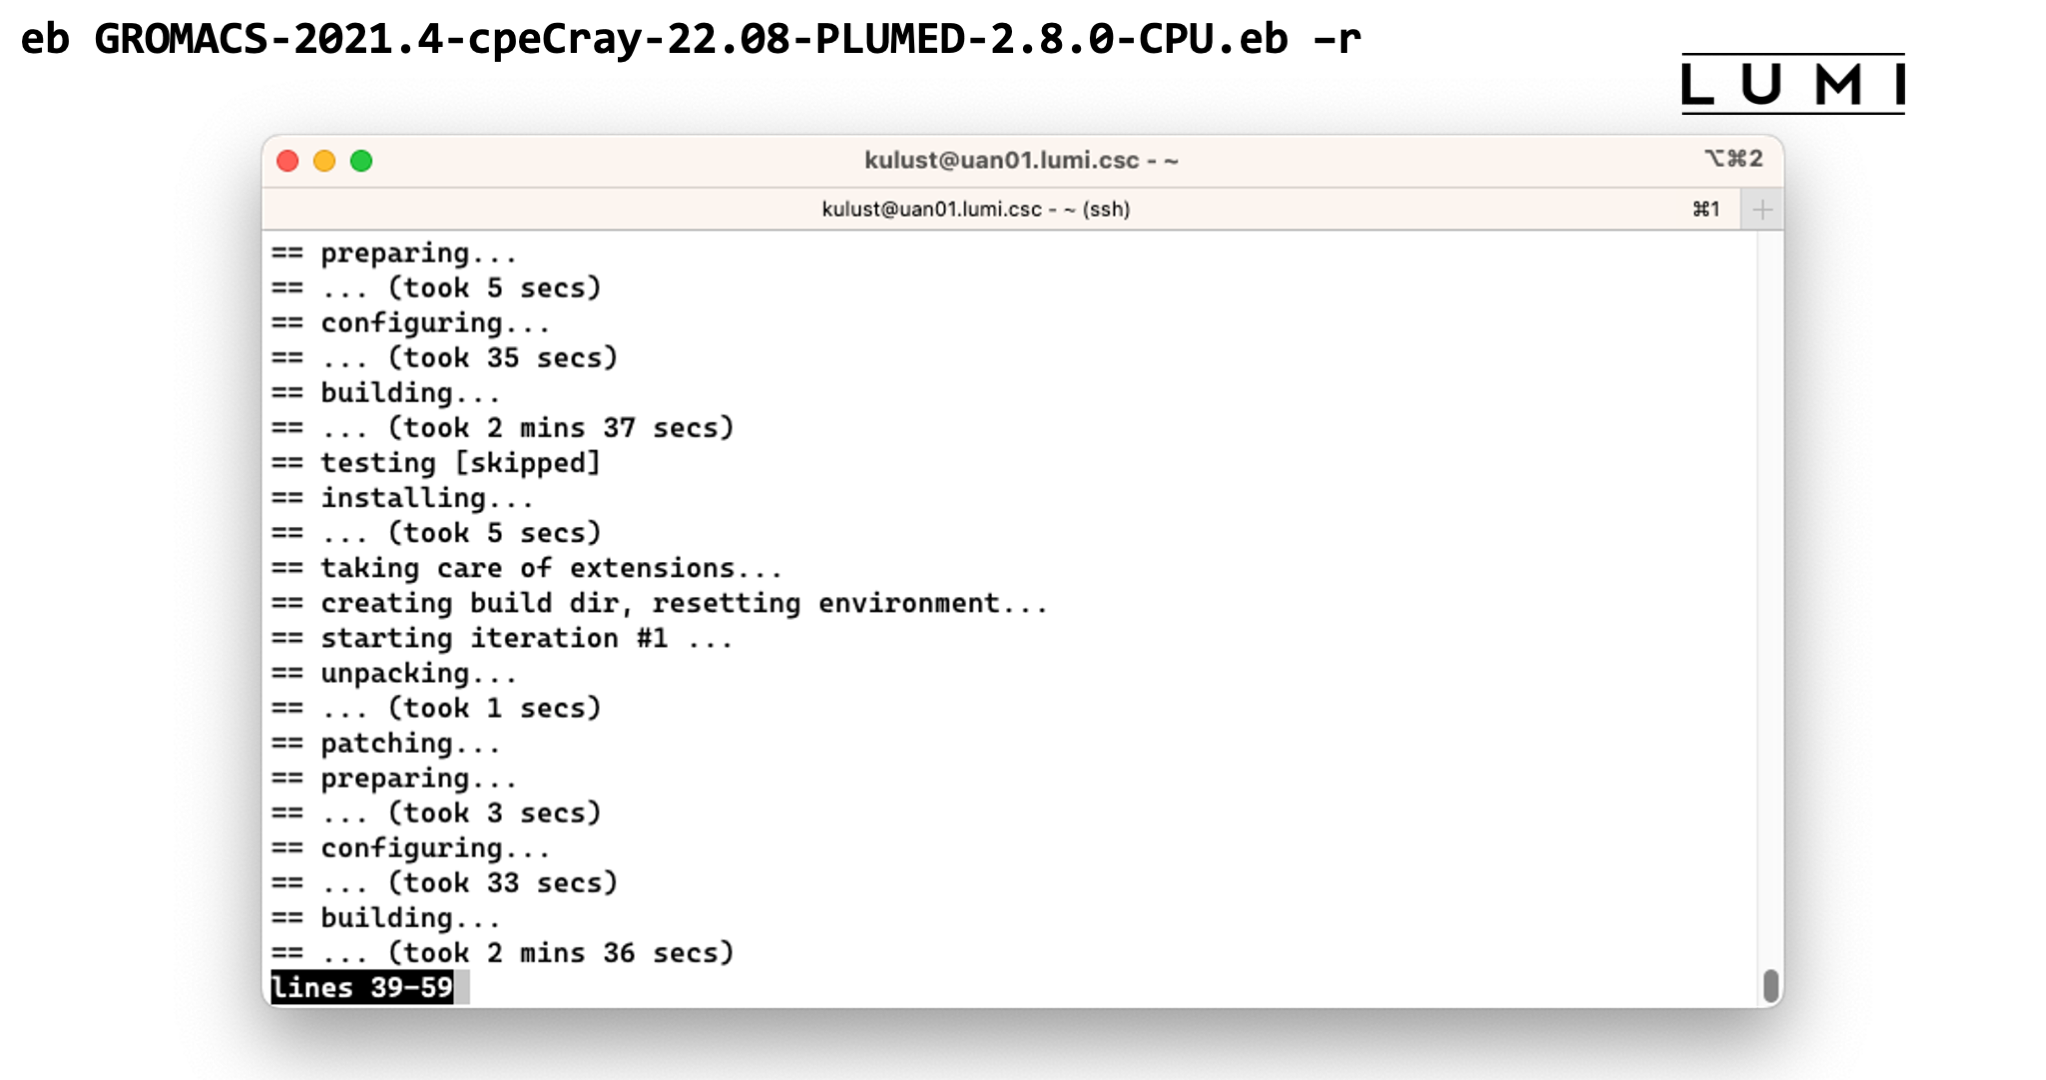 eb GROMACS-2021.4-cpeCray-22.08-PLUMED-2.8.0-CPU.eb –r
LUMI
kulust@uan01.lumi.csc - ~
⌥⌘2
kulust@uan01.lumi.csc - ~ (ssh)
⌘1
== preparing...
== ... (took 5 secs)
== configuring...
== ... (took 35 secs)
== building...
== ... (took 2 mins 37 secs)
== testing [skipped]
== installing...
== ... (took 5 secs)
== taking care of extensions...
== creating build dir, resetting environment...
== starting iteration #1 ...
== unpacking...
== ... (took 1 secs)
== patching...
== preparing...
== ... (took 3 secs)
== configuring...
== ... (took 33 secs)
== building...
== ... (took 2 mins 36 secs)
lines 39-59